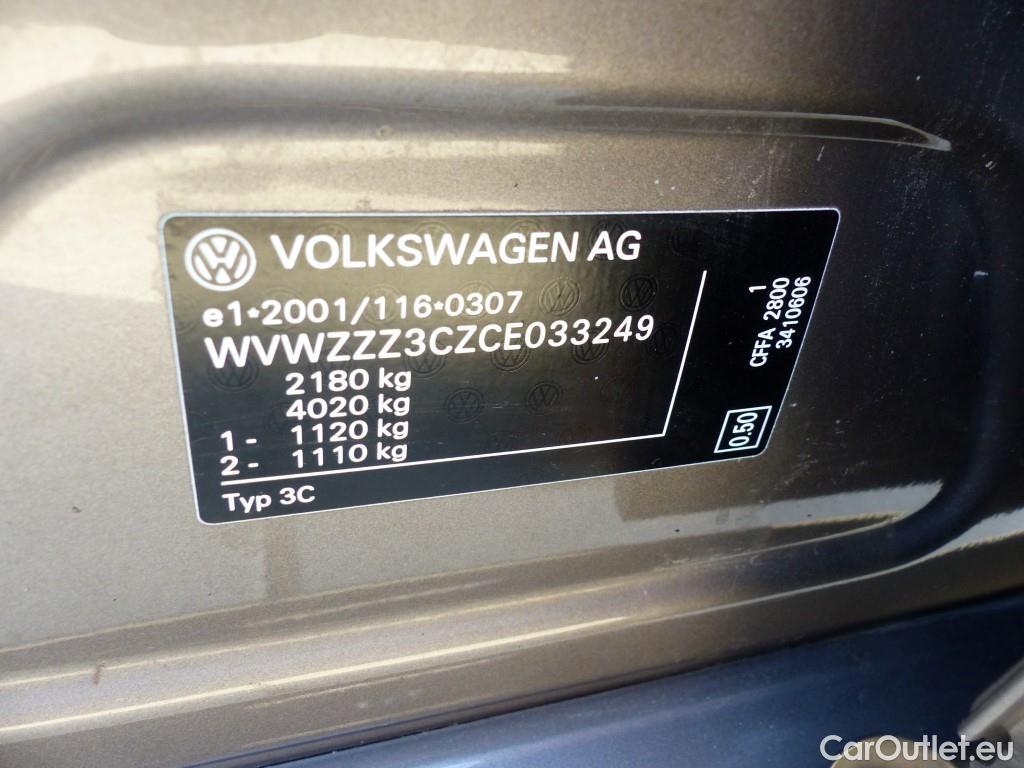 VOLKSWAGEN AG
e1*2001/116*0307
WVWZZZ3CZCE033249
2180 kg
4020 kg
1 - 1120 kg
2 - 1110 kg
Typ 3C
1
CFFA 2800
3410606
0.50
CarOutlet.eu